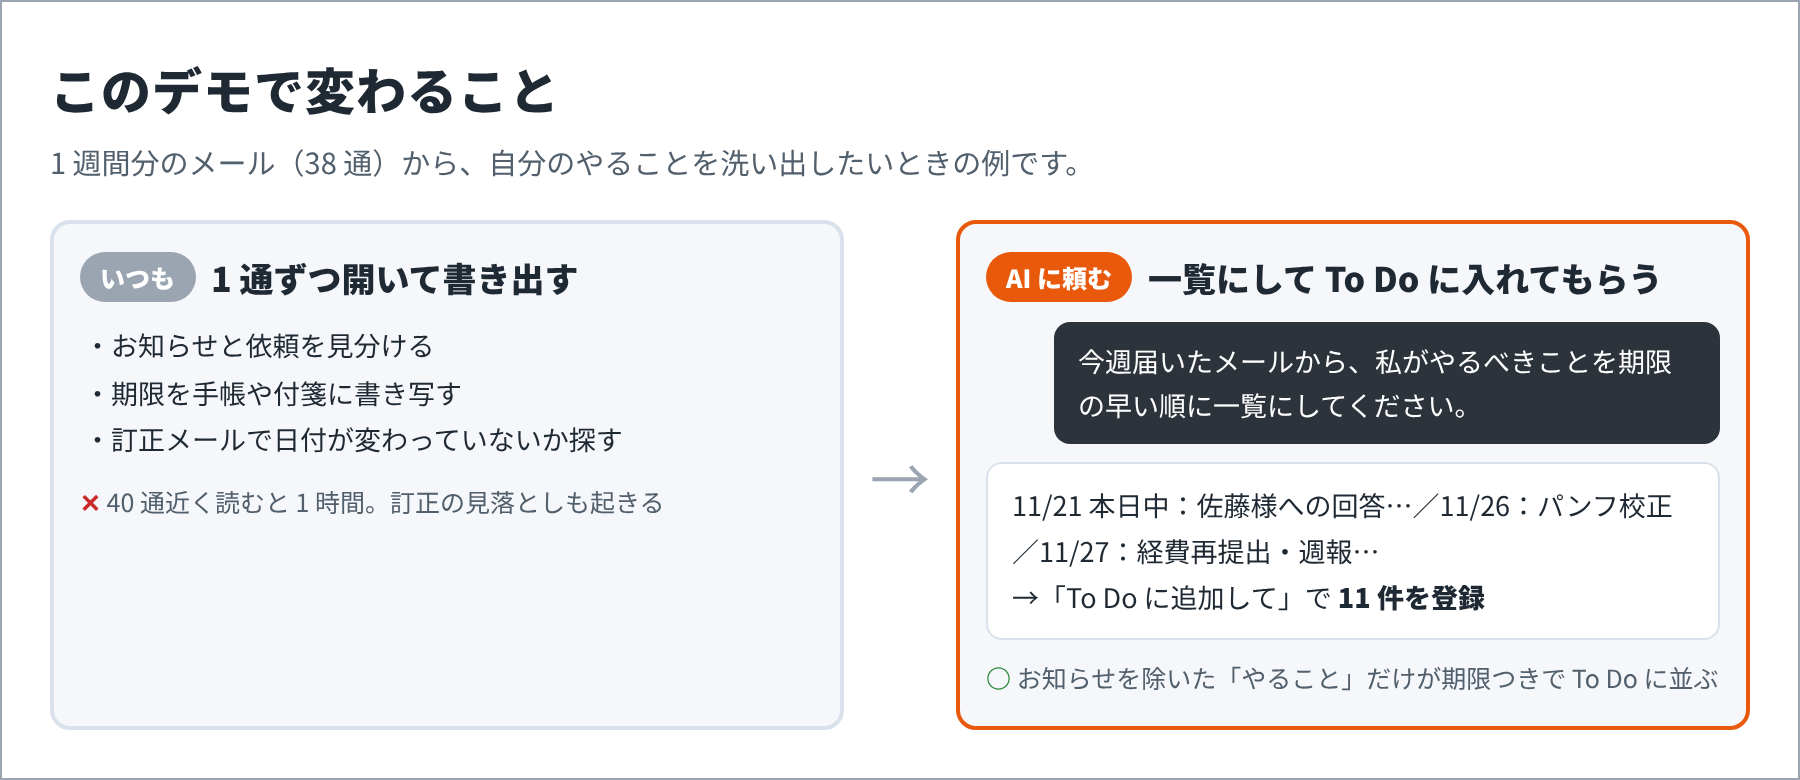 このデモで変わること
1 週間分のメール（38 通）から、自分のやることを洗い出したいときの例です。
いつも 1 通ずつ開いて書き出す
・お知らせと依頼を見分ける
・期限を手帳や付箋に書き写す
・訂正メールで日付が変わっていないか探す
× 40 通近く読むと 1 時間。訂正の見落としも起きる
→
AI に頼む 一覧にして To Do に入れてもらう
今週届いたメールから、私がやるべきことを期限
の早い順に一覧にしてください。
11/21 本日中：佐藤様への回答…／11/26：パンフ校正
／11/27：経費再提出・週報…
→「To Do に追加して」で 11 件を登録
○ お知らせを除いた「やること」だけが期限つきで To Do に並ぶ